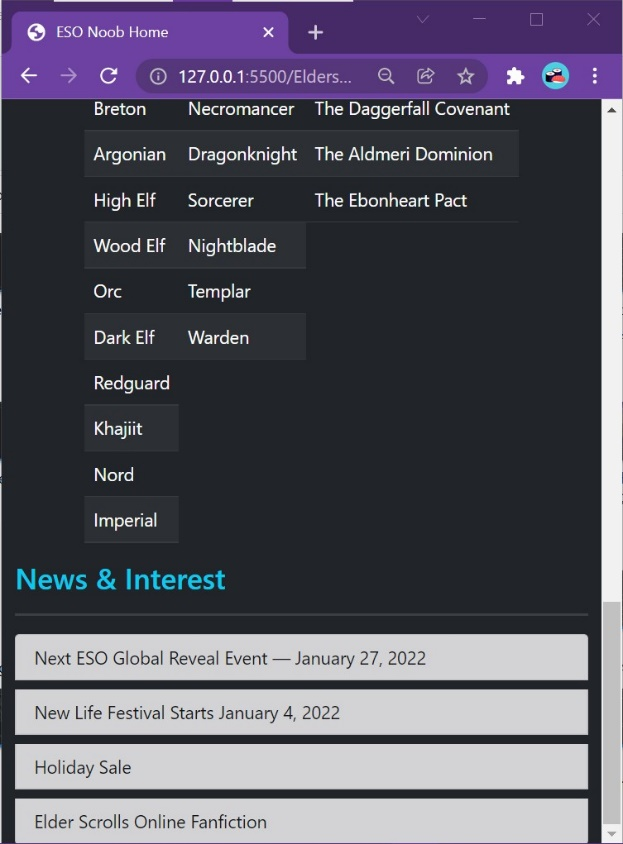 ESO Noob Home
127.0.0.1:5500/Elders...
Breton Necromancer The Daggerfall Covenant
Argonian Dragonknight The Aldmeri Dominion
High Elf Sorcerer The Ebonheart Pact
Wood Elf Nightblade
Orc Templar
Dark Elf Warden
Redguard
Khajiit
Nord
Imperial
News & Interest
Next ESO Global Reveal Event — January 27, 2022
New Life Festival Starts January 4, 2022
Holiday Sale
Elder Scrolls Online Fanfiction